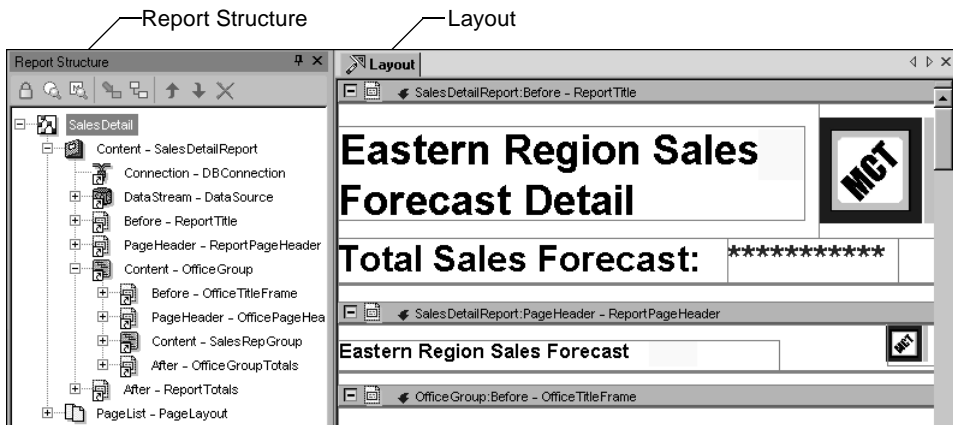 Report Structure
Layout
Report Structure
SalesDetail
Content - SalesDetailReport
Connection - DBConnection
DataStream - DataSource
Before - ReportTitle
PageHeader - ReportPageHeader
Content - OfficeGroup
Before - OfficeTitleFrame
PageHeader - OfficePageHea
Content - SalesRepGroup
After - OfficeGroupTotals
After - ReportTotals
PageList - PageLayout
Layout
SalesDetailReport:Before - ReportTitle
Eastern Region Sales
Forecast Detail
MCT
Total Sales Forecast: ***********
SalesDetailReport:PageHeader - ReportPageHeader
Eastern Region Sales Forecast
MCT
OfficeGroup:Before - OfficeTitleFrame